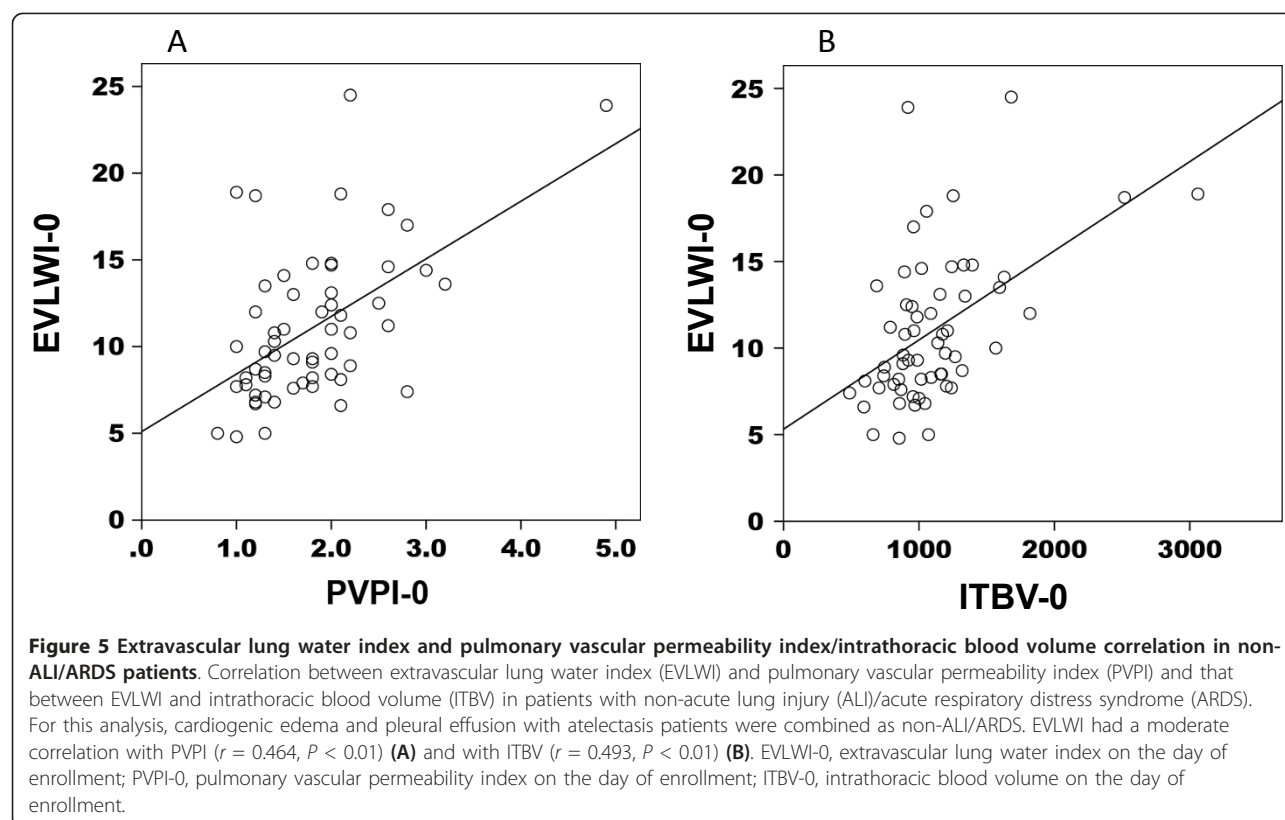 A
B
25
20
15
10
5
0
EVLWI-0
.0 1.0 2.0 3.0 4.0 5.0
PVPI-0
25
20
15
10
5
0
EVLWI-0
0 1000 2000 3000
ITBV-0
Figure 5 Extravascular lung water index and pulmonary vascular permeability index/intrathoracic blood volume correlation in non-
ALI/ARDS patients. Correlation between extravascular lung water index (EVLWI) and pulmonary vascular permeability index (PVPI) and that
between EVLWI and intrathoracic blood volume (ITBV) in patients with non-acute lung injury (ALI)/acute respiratory distress syndrome (ARDS).
For this analysis, cardiogenic edema and pleural effusion with atelectasis patients were combined as non-ALI/ARDS. EVLWI had a moderate
correlation with PVPI (r = 0.464, P < 0.01) (A) and with ITBV (r = 0.493, P < 0.01) (B). EVLWI-0, extravascular lung water index on the day of
enrollment; PVPI-0, pulmonary vascular permeability index on the day of enrollment; ITBV-0, intrathoracic blood volume on the day of
enrollment.